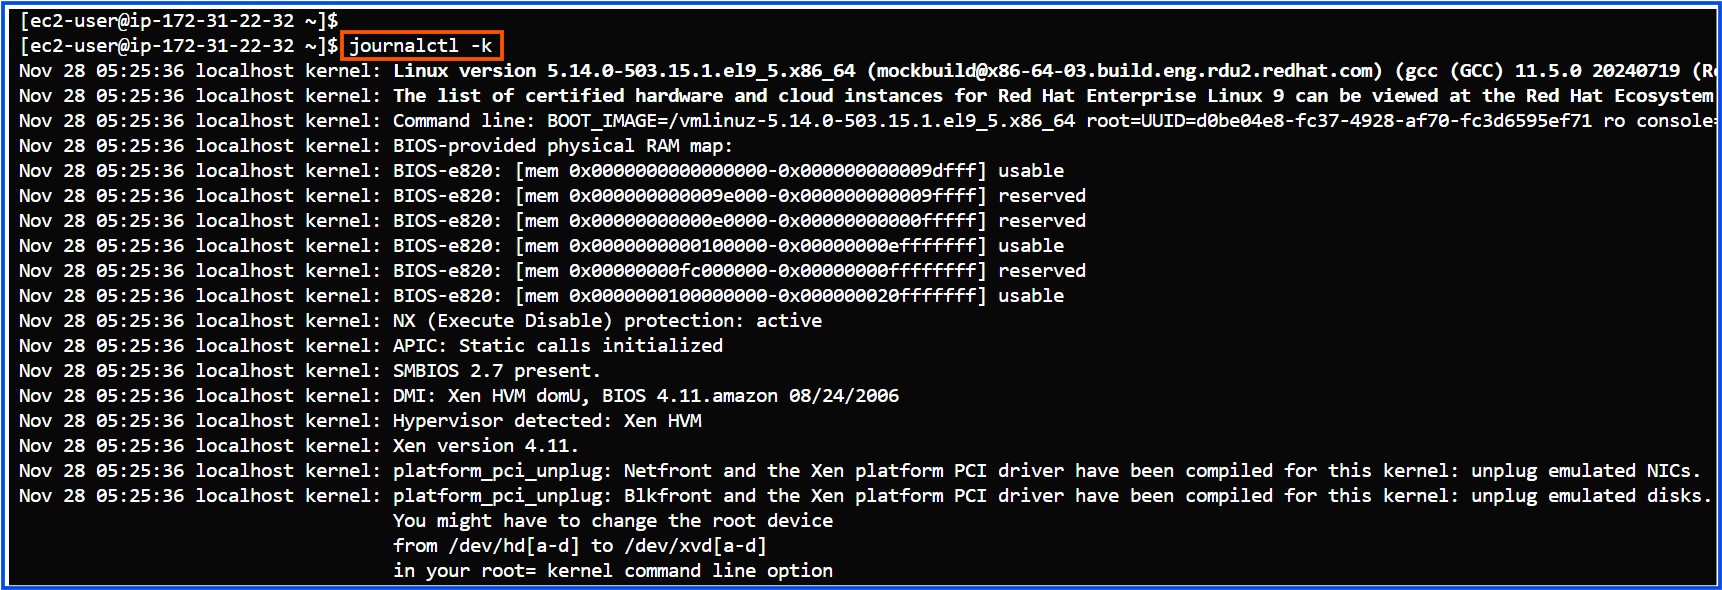 [ec2-user@ip-172-31-22-32 ~]$
[ec2-user@ip-172-31-22-32 ~]$ journalctl -k
Nov 28 05:25:36 localhost kernel: Linux version 5.14.0-503.15.1.el9_5.x86_64 (mockbuild@x86-64-03.build.eng.rdu2.redhat.com) (gcc (GCC) 11.5.0 20240719 (Re
Nov 28 05:25:36 localhost kernel: The list of certified hardware and cloud instances for Red Hat Enterprise Linux 9 can be viewed at the Red Hat Ecosystem
Nov 28 05:25:36 localhost kernel: Command line: BOOT_IMAGE=/vmlinuz-5.14.0-503.15.1.el9_5.x86_64 root=UUID=d0be04e8-fc37-4928-af70-fc3d6595ef71 ro console=
Nov 28 05:25:36 localhost kernel: BIOS-provided physical RAM map:
Nov 28 05:25:36 localhost kernel: BIOS-e820: [mem 0x0000000000000000-0x000000000009dfff] usable
Nov 28 05:25:36 localhost kernel: BIOS-e820: [mem 0x000000000009e000-0x000000000009ffff] reserved
Nov 28 05:25:36 localhost kernel: BIOS-e820: [mem 0x00000000000e0000-0x00000000000fffff] reserved
Nov 28 05:25:36 localhost kernel: BIOS-e820: [mem 0x0000000000100000-0x00000000efffffff] usable
Nov 28 05:25:36 localhost kernel: BIOS-e820: [mem 0x00000000fc000000-0x00000000ffffffff] reserved
Nov 28 05:25:36 localhost kernel: BIOS-e820: [mem 0x0000000100000000-0x000000020fffffff] usable
Nov 28 05:25:36 localhost kernel: NX (Execute Disable) protection: active
Nov 28 05:25:36 localhost kernel: APIC: Static calls initialized
Nov 28 05:25:36 localhost kernel: SMBIOS 2.7 present.
Nov 28 05:25:36 localhost kernel: DMI: Xen HVM domU, BIOS 4.11.amazon 08/24/2006
Nov 28 05:25:36 localhost kernel: Hypervisor detected: Xen HVM
Nov 28 05:25:36 localhost kernel: Xen version 4.11.
Nov 28 05:25:36 localhost kernel: platform_pci_unplug: Netfront and the Xen platform PCI driver have been compiled for this kernel: unplug emulated NICs.
Nov 28 05:25:36 localhost kernel: platform_pci_unplug: Blkfront and the Xen platform PCI driver have been compiled for this kernel: unplug emulated disks.
You might have to change the root device
from /dev/hd[a-d] to /dev/xvd[a-d]
in your root= kernel command line option